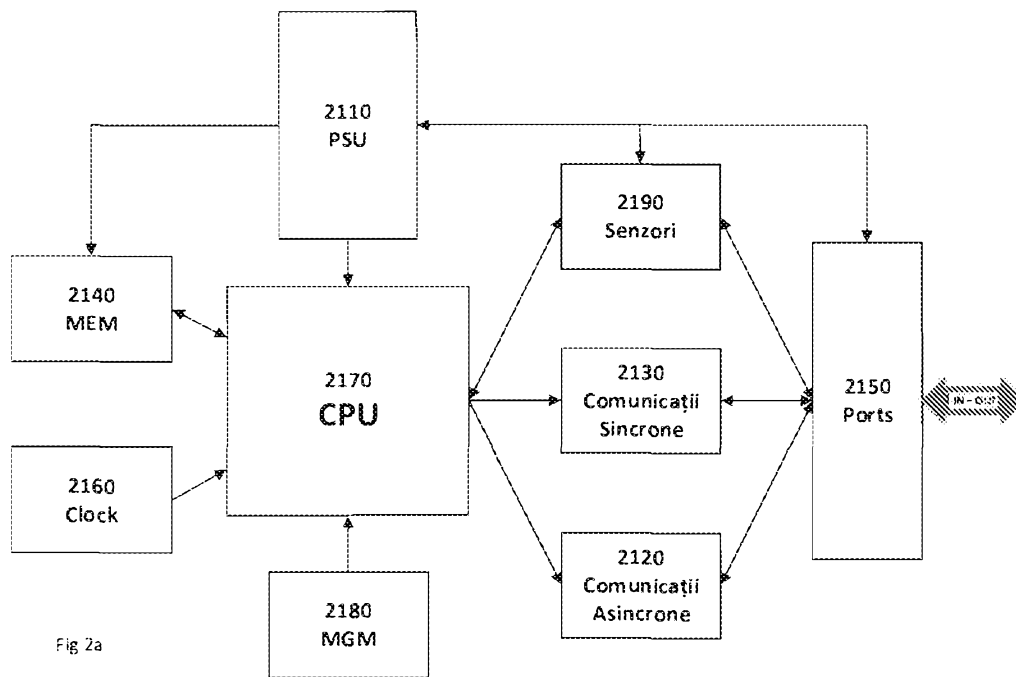 2110
PSU
2190
Senzori
2140
MEM
2170
CPU
2130
Comunicații
Sincrone
2150
Ports
IN - OUT
2160
Clock
2120
Comunicații
Asincrone
2180
MGM
Fig 2a